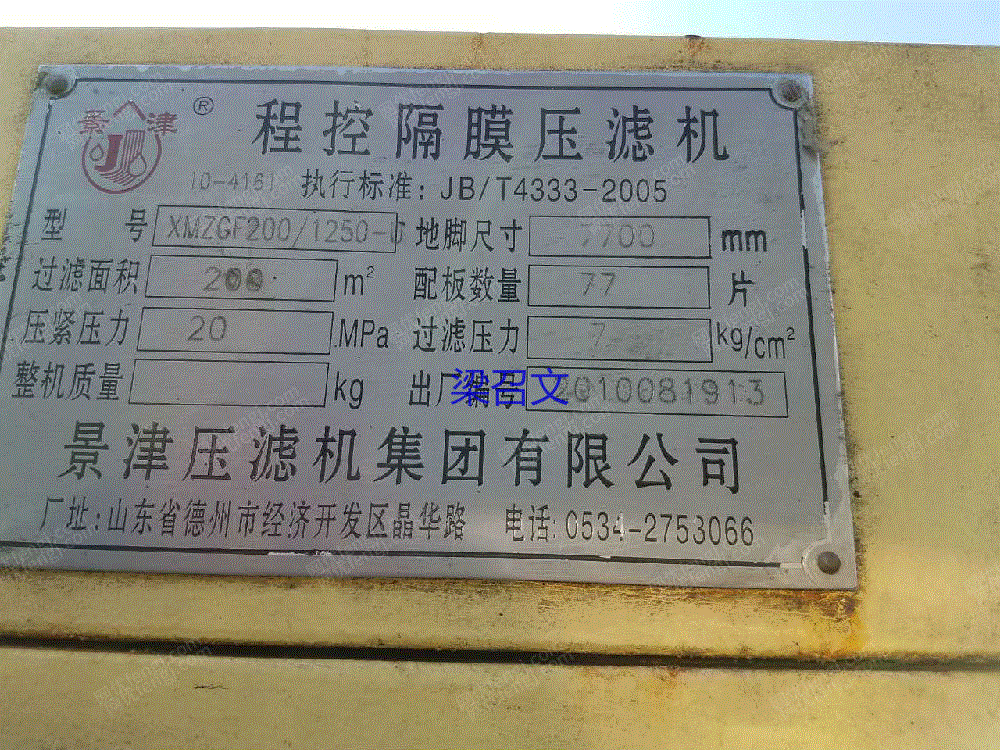 景津 ®
程控隔膜压滤机
10-4161 执行标准: JB/T4333-2005
型号 XMZGF200/1250-U 地脚尺寸 7700 mm
过滤面积 200 m² 配板数量 77 片
压紧压力 20 MPa 过滤压力 7 kg/cm²
整机质量 kg 出厂编号 2010081913
梁召文
景津压滤机集团有限公司
厂址:山东省德州市经济开发区晶华路 电话:0534-2753066